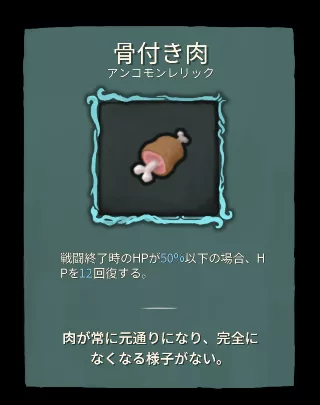 骨付き肉
アンコモンレリック
戦闘終了時のHPが50%以下の場合、H
Pを12回復する。
肉が常に元通りになり、完全に
なくなる様子がない。